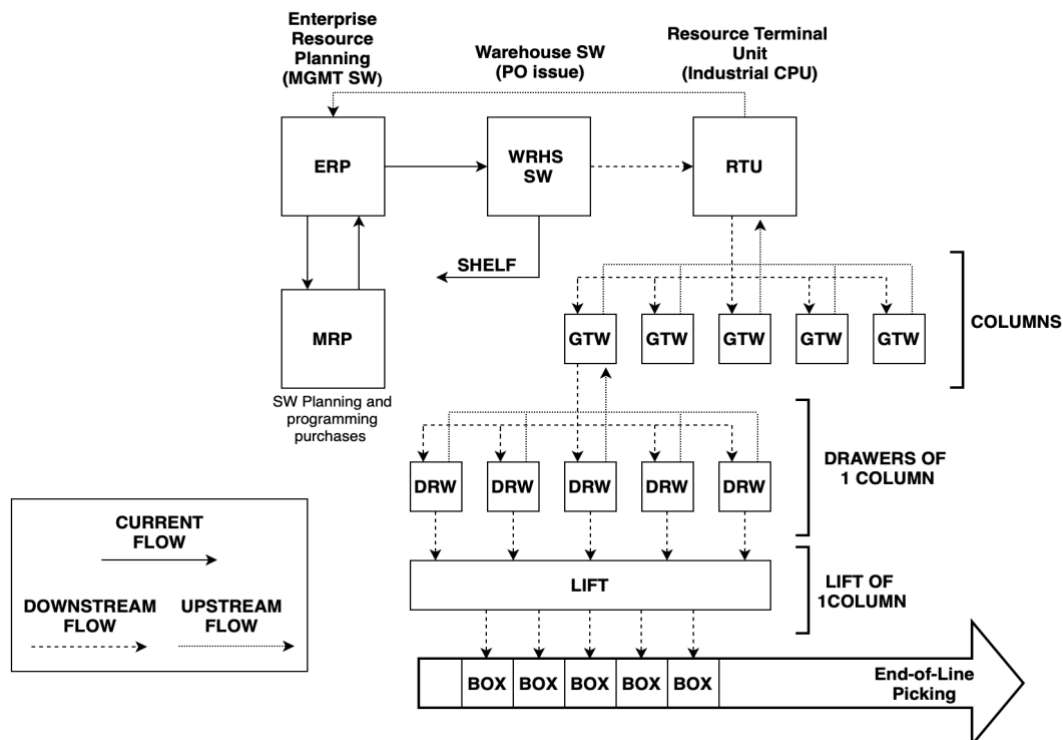 Enterprise
Resource
Planning
(MGMT SW)
Warehouse SW
(PO issue)
Resource Terminal
Unit
(Industrial CPU)
ERP
WRHS
SW
RTU
SHELF
MRP
SW Planning and
programming
purchases
GTW
GTW
GTW
GTW
GTW
COLUMNS
DRW
DRW
DRW
DRW
DRW
DRAWERS OF
1 COLUMN
LIFT
LIFT OF
1COLUMN
BOX
BOX
BOX
BOX
BOX
End-of-Line
Picking
CURRENT
FLOW
DOWNSTREAM
FLOW
UPSTREAM
FLOW